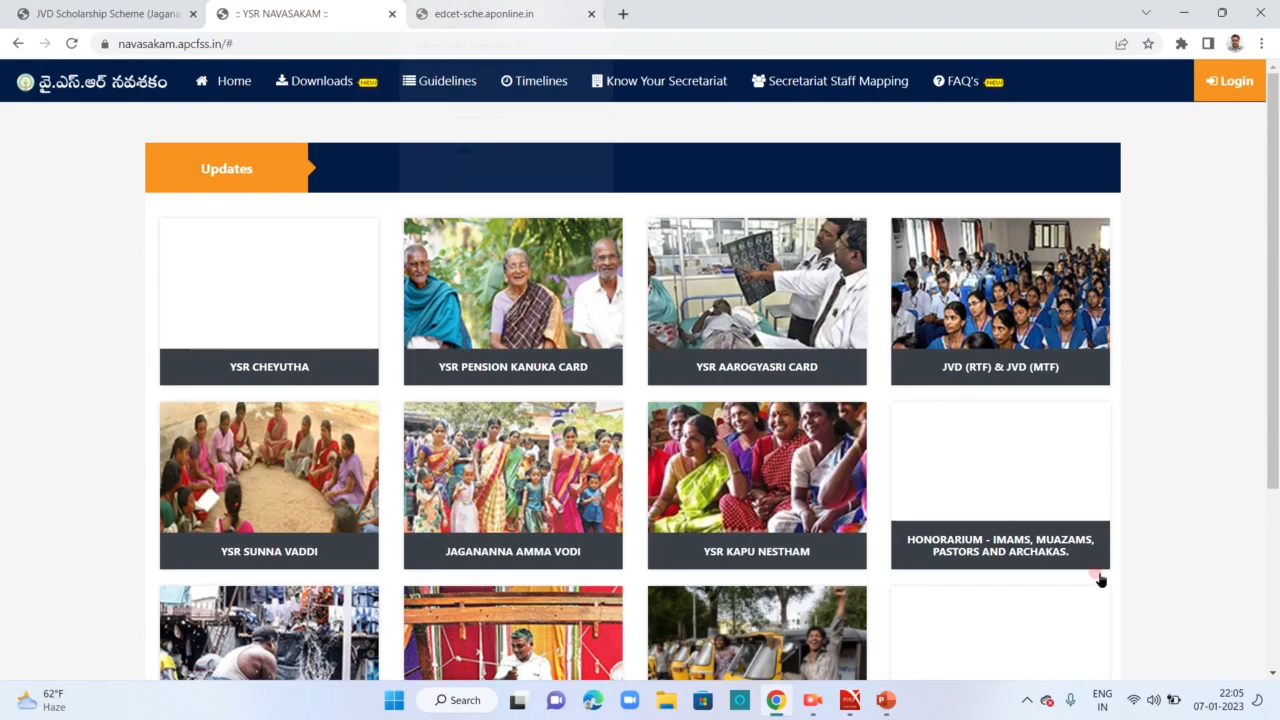 JVD Scholarship Scheme (Jagana
:: YSR NAVASAKAM ::
edcet-sche.aponline.in
navasakam.apcfss.in/#
వై.ఎస్.ఆర్ నవశకం
Home
Downloads NEW
Guidelines
Timelines
Know Your Secretariat
Secretariat Staff Mapping
FAQ's NEW
Login
Updates
YSR CHEYUTHA
YSR PENSION KANUKA CARD
YSR AAROGYASRI CARD
JVD (RTF) & JVD (MTF)
YSR SUNNA VADDI
JAGANANNA AMMA VODI
YSR KAPU NESTHAM
HONORARIUM - IMAMS, MUAZAMS,
PASTORS AND ARCHAKAS.
62°F
Haze
Search
ENG
IN
22:05
07-01-2023